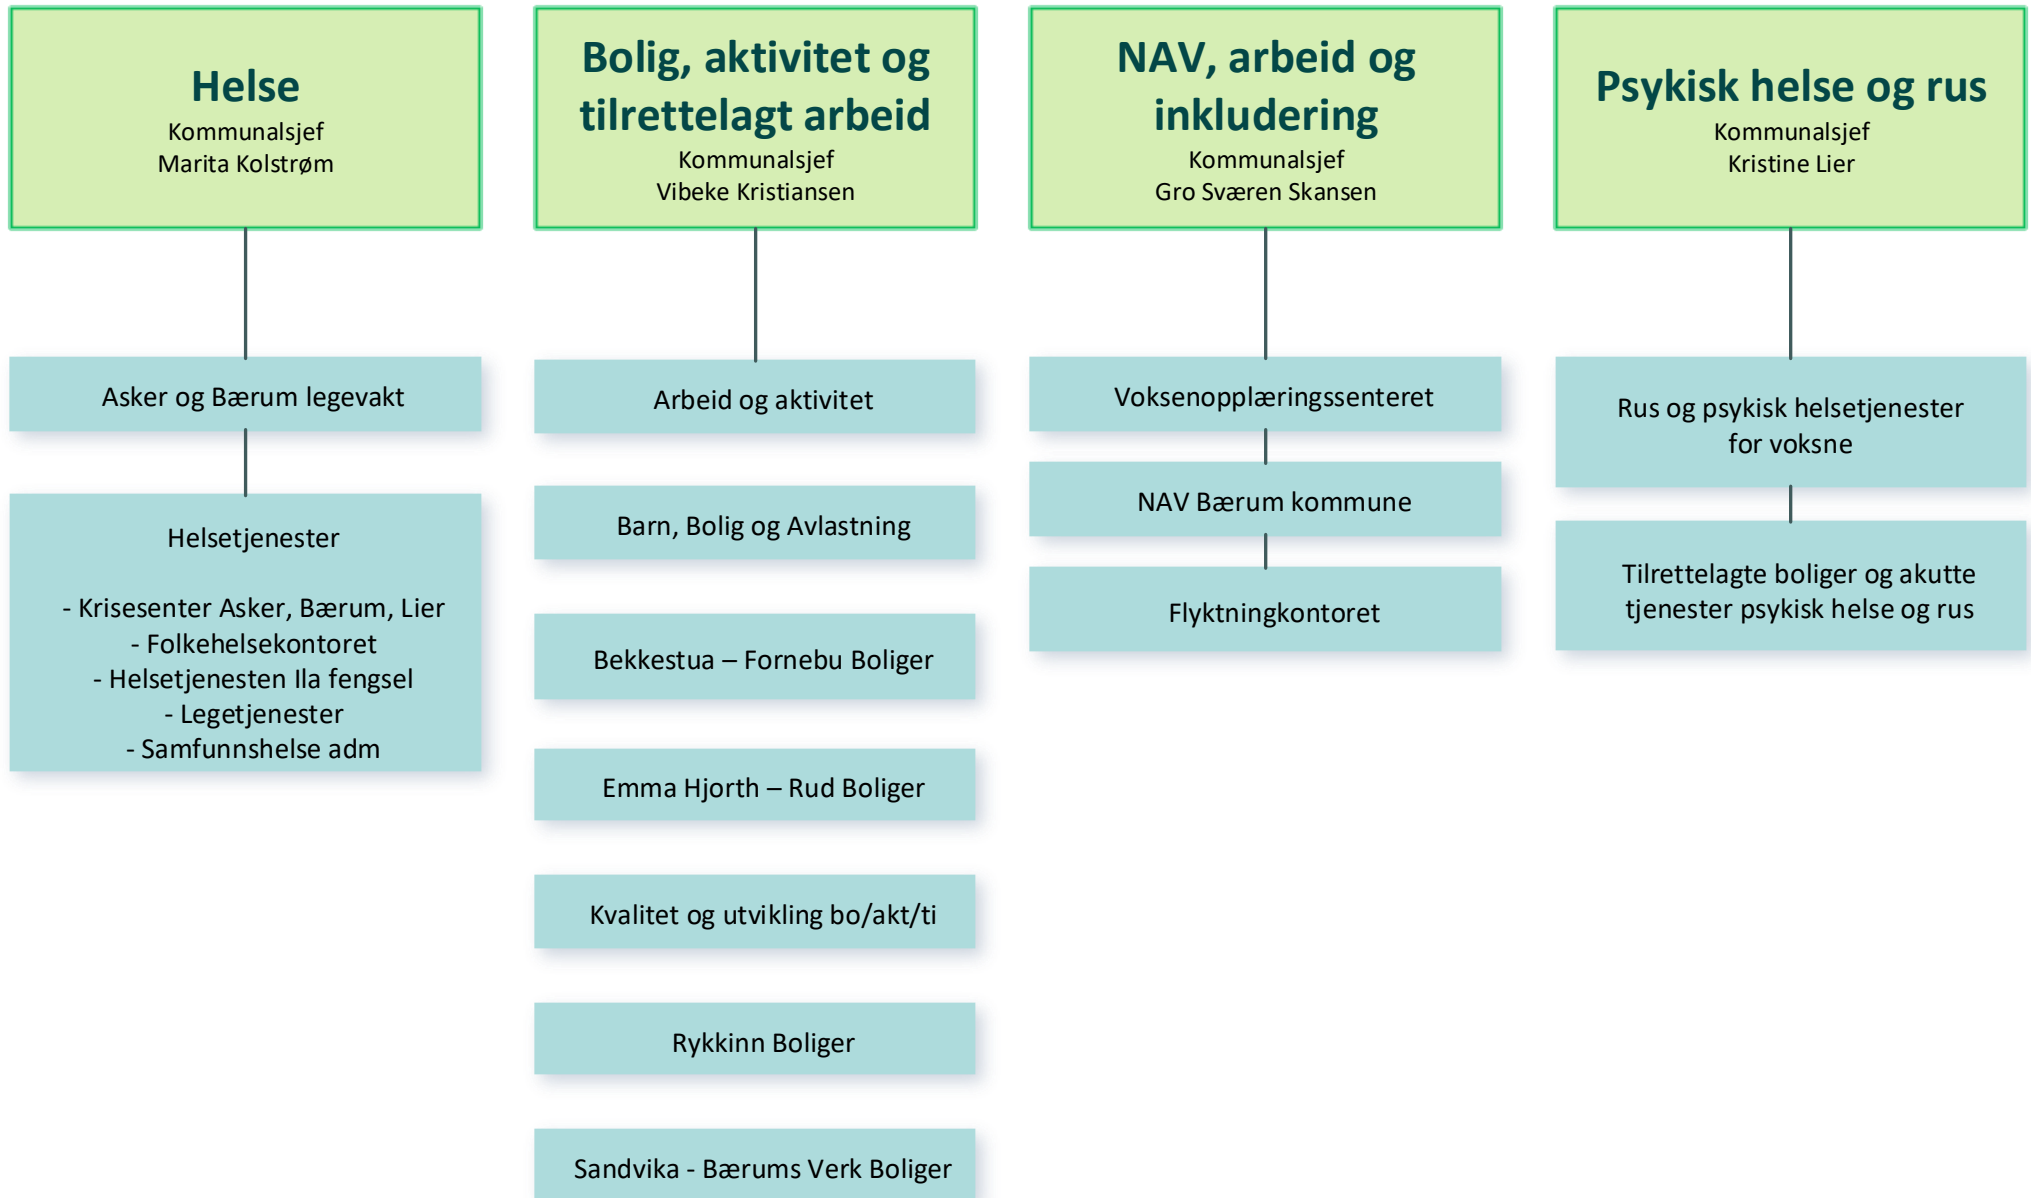 Helse
Kommunalsjef
Marita Kolstrøm
Asker og Bærum legevakt
Helsetjenester
- Krisesenter Asker, Bærum, Lier
- Folkehelsekontoret
- Helsetjenesten Ila fengsel
- Legetjenester
- Samfunnshelse adm
Bolig, aktivitet og
tilrettelagt arbeid
Kommunalsjef
Vibeke Kristiansen
Arbeid og aktivitet
Barn, Bolig og Avlastning
Bekkestua – Fornebu Boliger
Emma Hjorth – Rud Boliger
Kvalitet og utvikling bo/akt/ti
Rykkinn Boliger
Sandvika - Bærums Verk Boliger
NAV, arbeid og
inkludering
Kommunalsjef
Gro Sværen Skansen
Voksenopplæringssenteret
NAV Bærum kommune
Flyktningkontoret
Psykisk helse og rus
Kommunalsjef
Kristine Lier
Rus og psykisk helsetjenester
for voksne
Tilrettelagte boliger og akutte
tjenester psykisk helse og rus